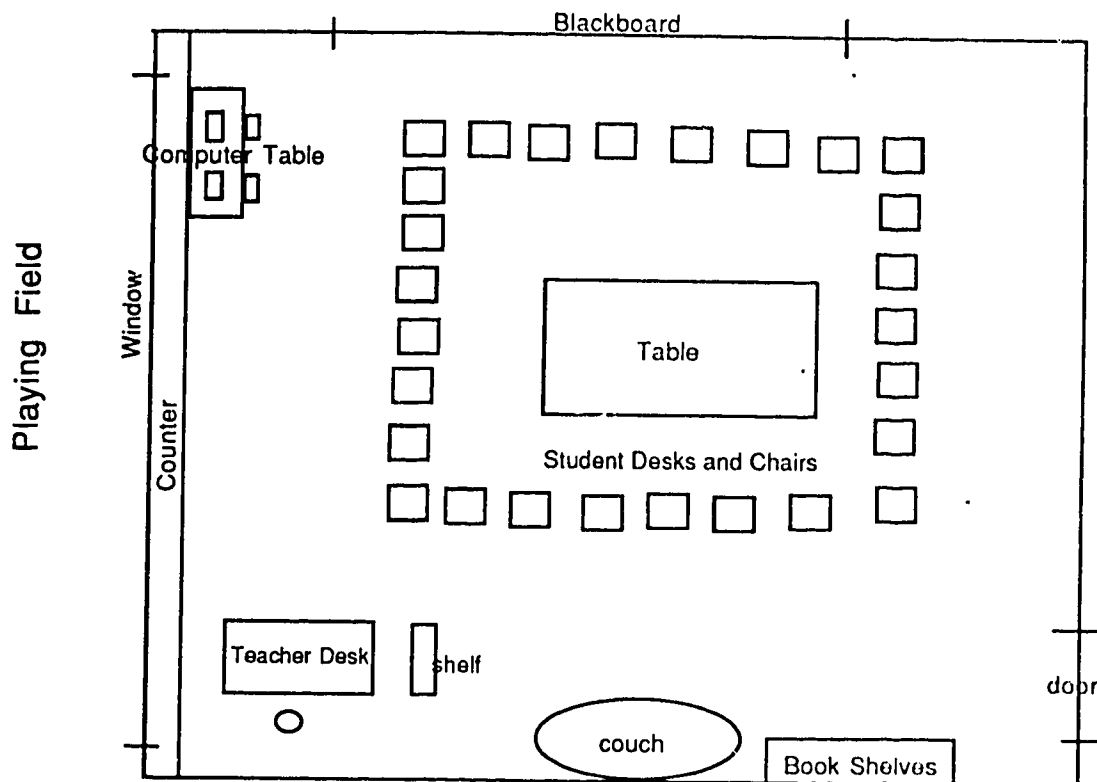 Blackboard
Computer Table
Playing Field
Window
Counter
Table
Student Desks and Chairs
Teacher Desk
shelf
door
couch
Book Shelves